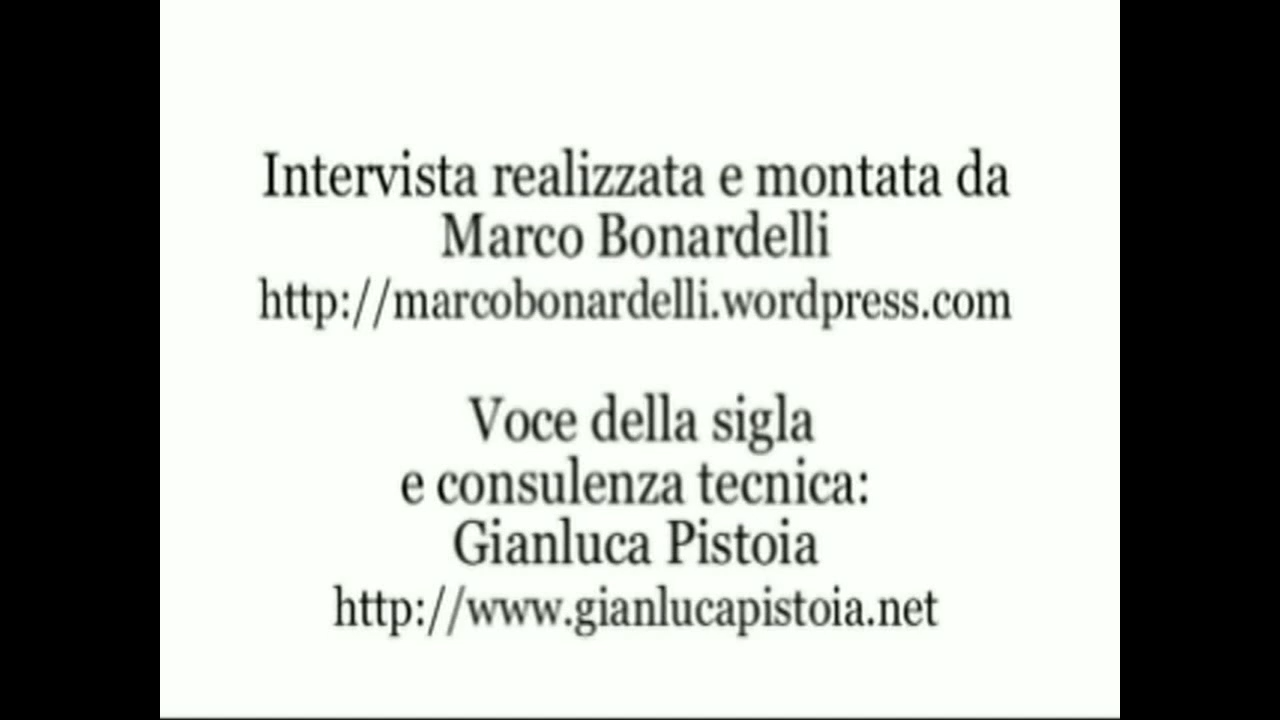 Intervista realizzata e montata da
Marco Bonardelli
http://marcobonardelli.wordpress.com
Voce della sigla
e consulenza tecnica:
Gianluca Pistoia
http://www.gianlucapistoia.net